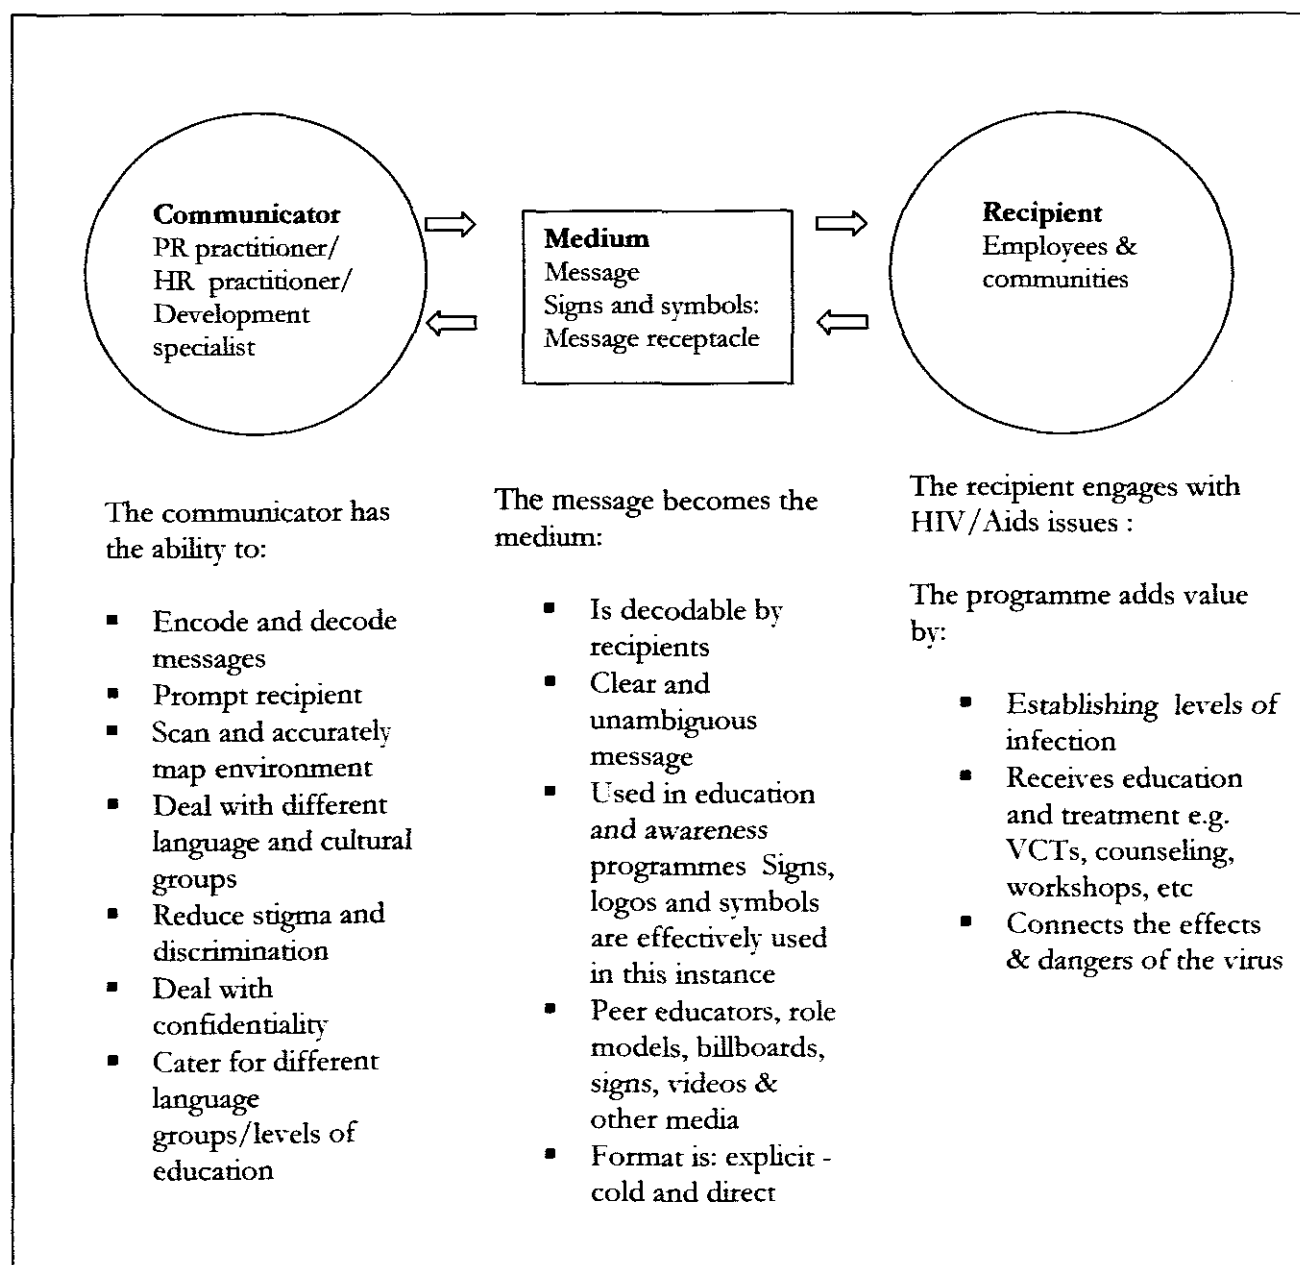 Communicator
PR practitioner/
HR practitioner/
Development
specialist
Medium
Message
Signs and symbols:
Message receptacle
Recipient
Employees &
communities
The communicator has
the ability to:
▪ Encode and decode
messages
▪ Prompt recipient
▪ Scan and accurately
map environment
▪ Deal with different
language and cultural
groups
▪ Reduce stigma and
discrimination
▪ Deal with
confidentiality
▪ Cater for different
language
groups/levels of
education
The message becomes the
medium:
▪ Is decodable by
recipients
▪ Clear and
unambiguous
message
▪ Used in education
and awareness
programmes Signs,
logos and symbols
are effectively used
in this instance
▪ Peer educators, role
models, billboards,
signs, videos &
other media
▪ Format is: explicit -
cold and direct
The recipient engages with
HIV/Aids issues :
The programme adds value
by:
▪ Establishing levels of
infection
▪ Receives education
and treatment e.g.
VCTs, counseling,
workshops, etc
▪ Connects the effects
& dangers of the virus